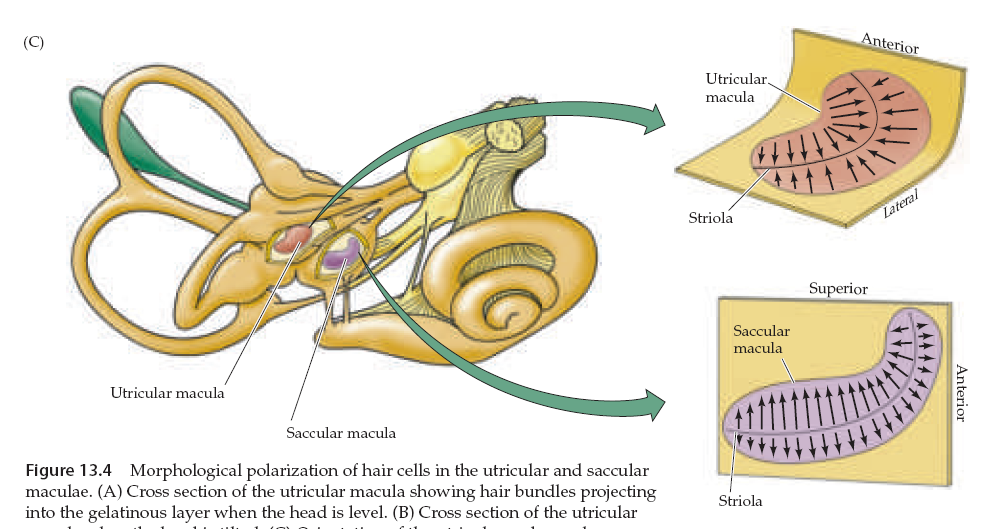 (C)
Anterior
Utricular
macula
Striola
Lateral
Superior
Saccular
macula
Anterior
Utricular macula
Saccular macula
Striola
Figure 13.4 Morphological polarization of hair cells in the utricular and saccular
maculae. (A) Cross section of the utricular macula showing hair bundles projecting
into the gelatinous layer when the head is level. (B) Cross section of the utricular